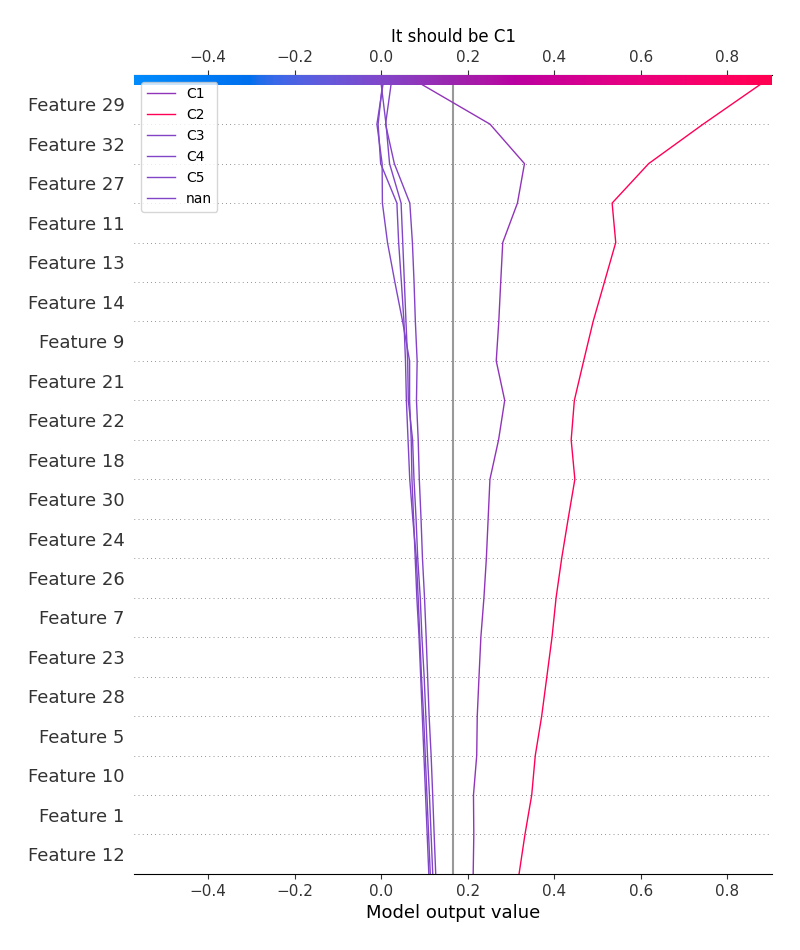 It should be C1
−0.4 −0.2 0.0 0.2 0.4 0.6 0.8
C1
C2
C3
C4
C5
nan
Feature 29
Feature 32
Feature 27
Feature 11
Feature 13
Feature 14
Feature 9
Feature 21
Feature 22
Feature 18
Feature 30
Feature 24
Feature 26
Feature 7
Feature 23
Feature 28
Feature 5
Feature 10
Feature 1
Feature 12
−0.4 −0.2 0.0 0.2 0.4 0.6 0.8
Model output value